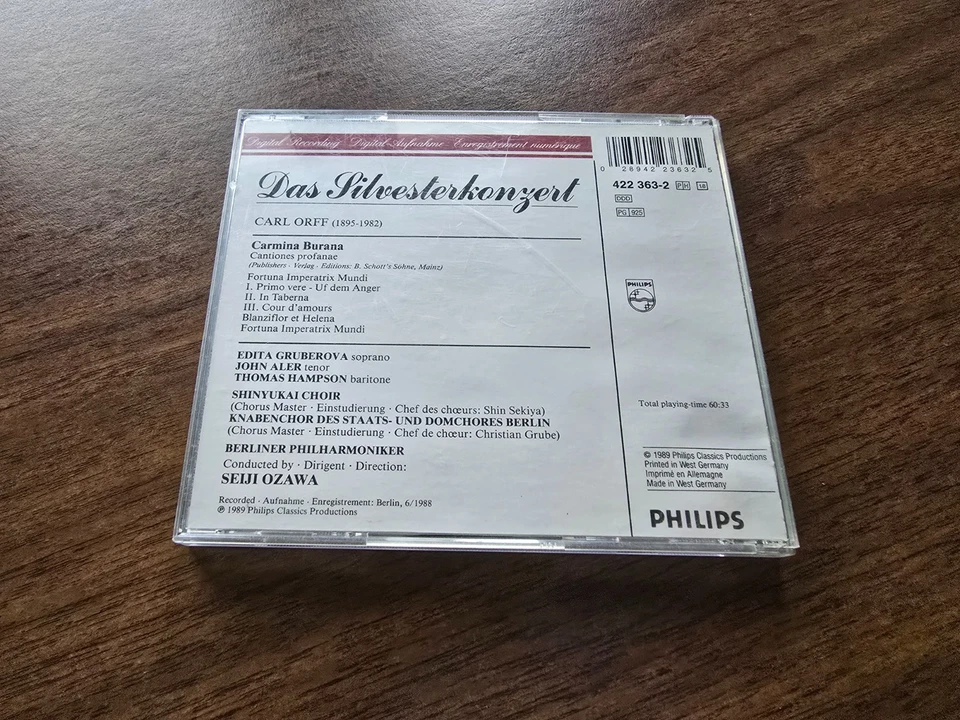 Digital Recording Digital-Aufnahme Enregistrement numérique
Das Silvesterkonzert
CARL ORFF (1895-1982)
Carmina Burana
Cantiones profanae
(Publishers · Verlag · Editions: B. Schott's Söhne, Mainz)
Fortuna Imperatrix Mundi
I. Primo vere - Uf dem Anger
II. In Taberna
III. Cour d'amours
Blanziflor et Helena
Fortuna Imperatrix Mundi
EDITA GRUBEROVA soprano
JOHN ALER tenor
THOMAS HAMPSON baritone
SHINYUKAI CHOIR
(Chorus Master · Einstudierung · Chef des chœurs: Shin Sekiya)
KNABENCHOR DES STAATS- UND DOMCHORES BERLIN
(Chorus Master · Einstudierung · Chef de chœur: Christian Grube)
BERLINER PHILHARMONIKER
Conducted by · Dirigent · Direction:
SEIJI OZAWA
Recorded · Aufnahme · Enregistrement: Berlin, 6/1988
℗ 1989 Philips Classics Productions
0 28942 23632 5
422 363-2 PH 18
DDD
PG 925
PHILIPS
Total playing-time 60:33
© 1989 Philips Classics Productions
Printed in West Germany
Imprimé en Allemagne
Made in West Germany
PHILIPS